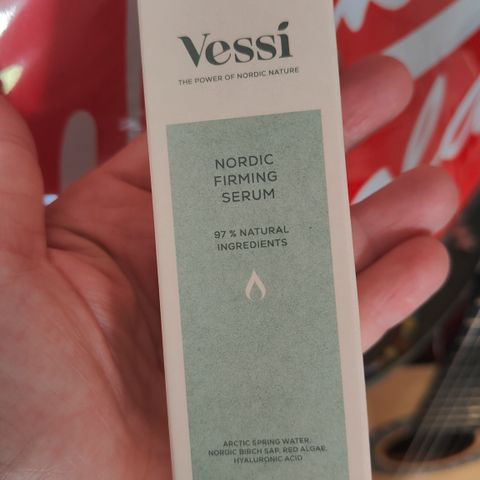 Vessi
THE POWER OF NORDIC NATURE
NORDIC
FIRMING
SERUM
97 % NATURAL
INGREDIENTS
ARCTIC SPRING WATER,
NORDIC BIRCH SAP, RED ALGAE,
HYALURONIC ACID